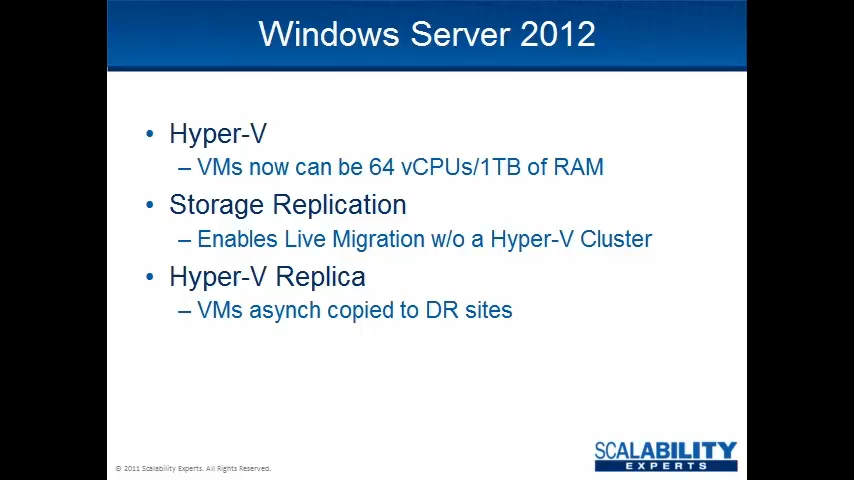 Windows Server 2012
• Hyper-V
– VMs now can be 64 vCPUs/1TB of RAM
• Storage Replication
– Enables Live Migration w/o a Hyper-V Cluster
• Hyper-V Replica
– VMs asynch copied to DR sites
© 2011 Scalability Experts. All Rights Reserved.
SCALABILITY
EXPERTS